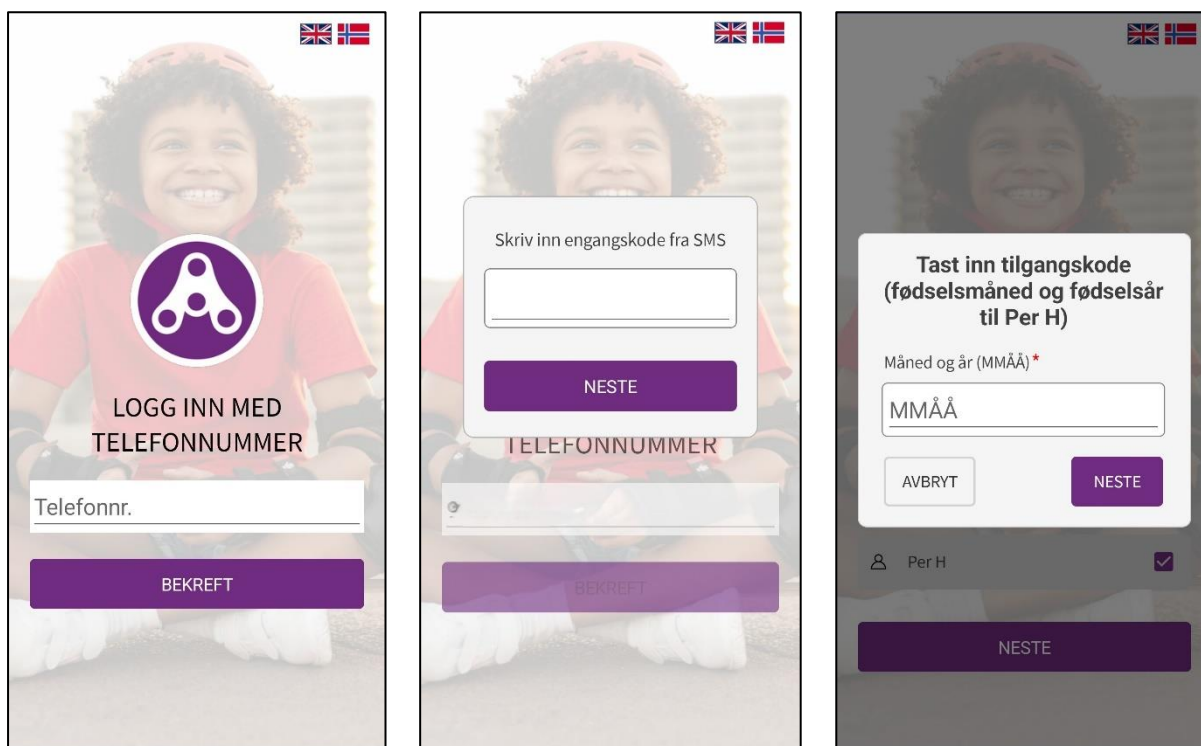 LOGG INN MED
TELEFONNUMMER
Telefonnr.
BEKREFT
Skriv inn engangskode fra SMS
NESTE
TELEFONNUMMER
BEKREFT
Tast inn tilgangskode
(fødselsmåned og fødselsår
til Per H)
Måned og år (MMÅÅ) *
MMÅÅ
AVBRYT
NESTE
Per H
NESTE